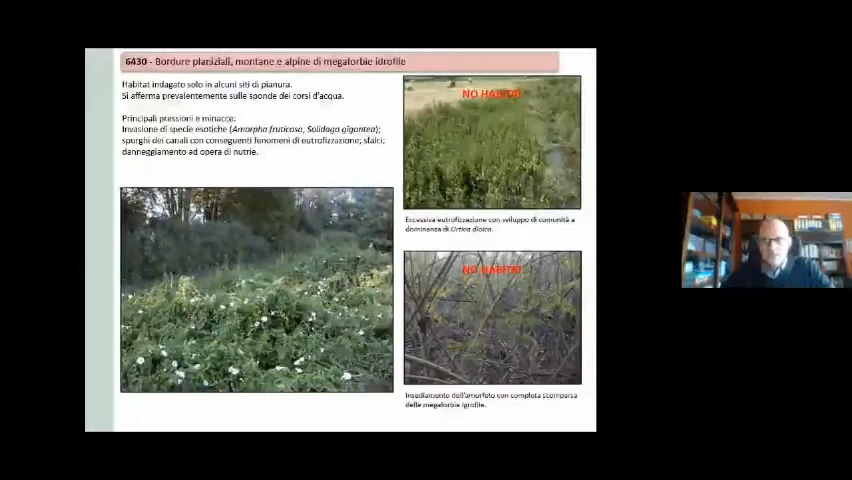 6430 - Bordure planiziali, montane e alpine di megaforbie idrofile
Habitat indagato solo in alcuni siti di pianura.
Si afferma prevalentemente sulle sponde dei corsi d'acqua.
Principali pressioni e minacce:
Invasione di specie esotiche (Amorpha fruticosa, Solidago gigantea);
spurghi dei canali con conseguenti fenomeni di eutrofizzazione; sfalci;
danneggiamento ad opera di nutrie.
NO HABITAT
Eccessiva eutrofizzazione con sviluppo di comunità a
dominanza di Urtica dioica.
NO HABITAT
Insediamento dell'amorfeto con completa scomparsa
delle megaforbie igrofile.